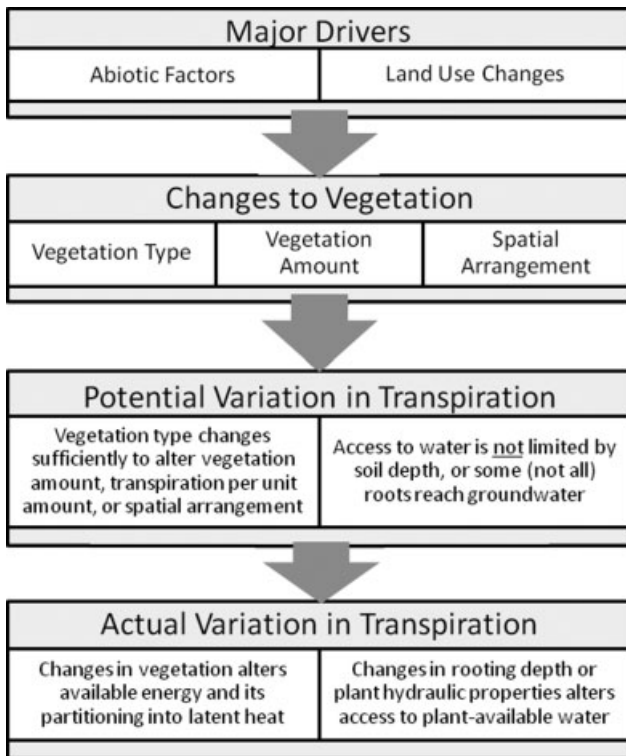 Major Drivers
Abiotic Factors
Land Use Changes
Changes to Vegetation
Vegetation Type
Vegetation
Amount
Spatial
Arrangement
Potential Variation in Transpiration
Vegetation type changes
sufficiently to alter vegetation
amount, transpiration per unit
amount, or spatial arrangement
Access to water is not limited by
soil depth, or some (not all)
roots reach groundwater
Actual Variation in Transpiration
Changes in vegetation alters
available energy and its
partitioning into latent heat
Changes in rooting depth or
plant hydraulic properties alters
access to plant-available water